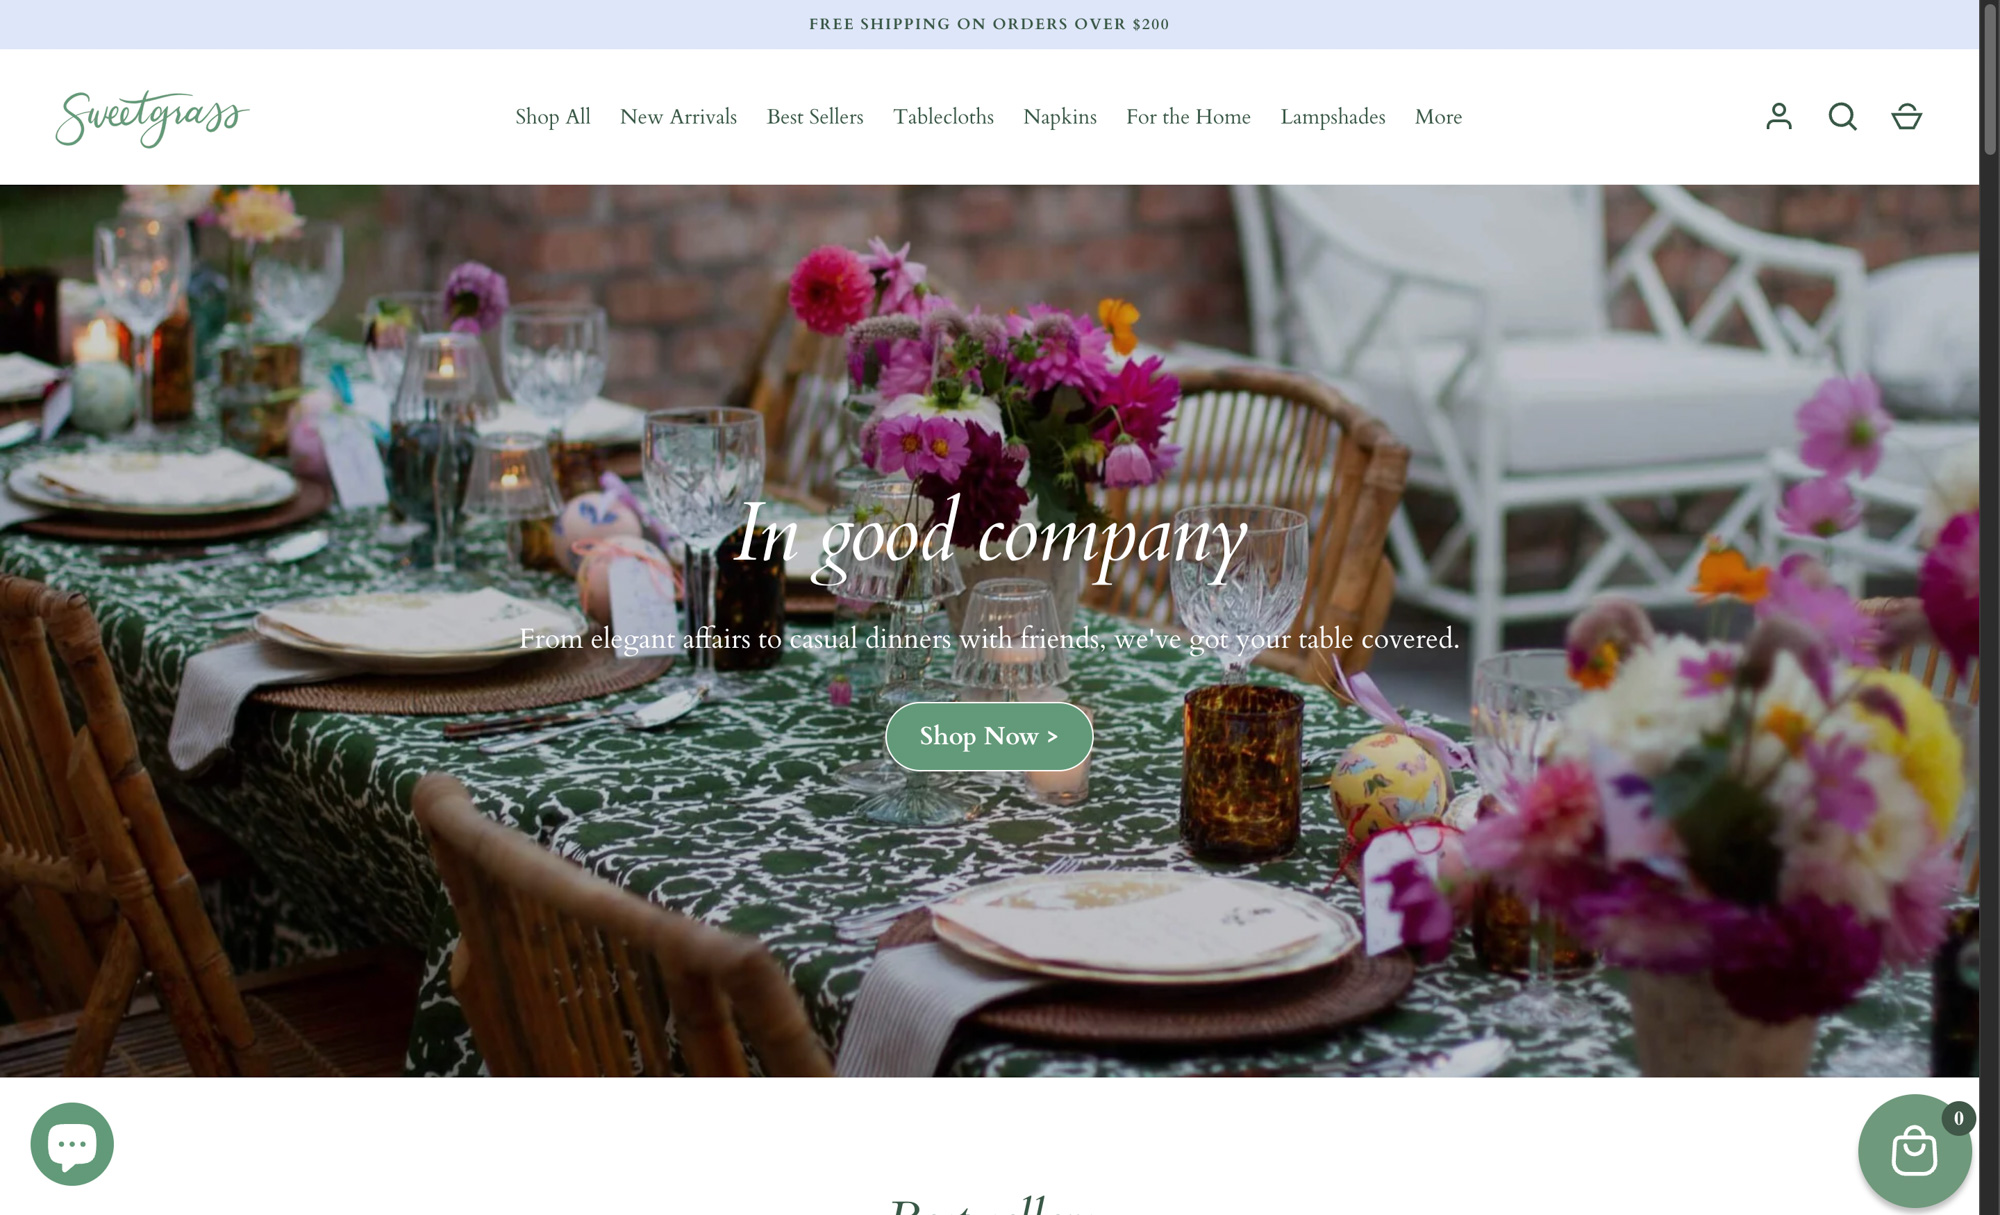 FREE SHIPPING ON ORDERS OVER $200
Sweetgrass
Shop All New Arrivals Best Sellers Tablecloths Napkins For the Home Lampshades More
In good company
From elegant affairs to casual dinners with friends, we've got your table covered.
Shop Now >
0